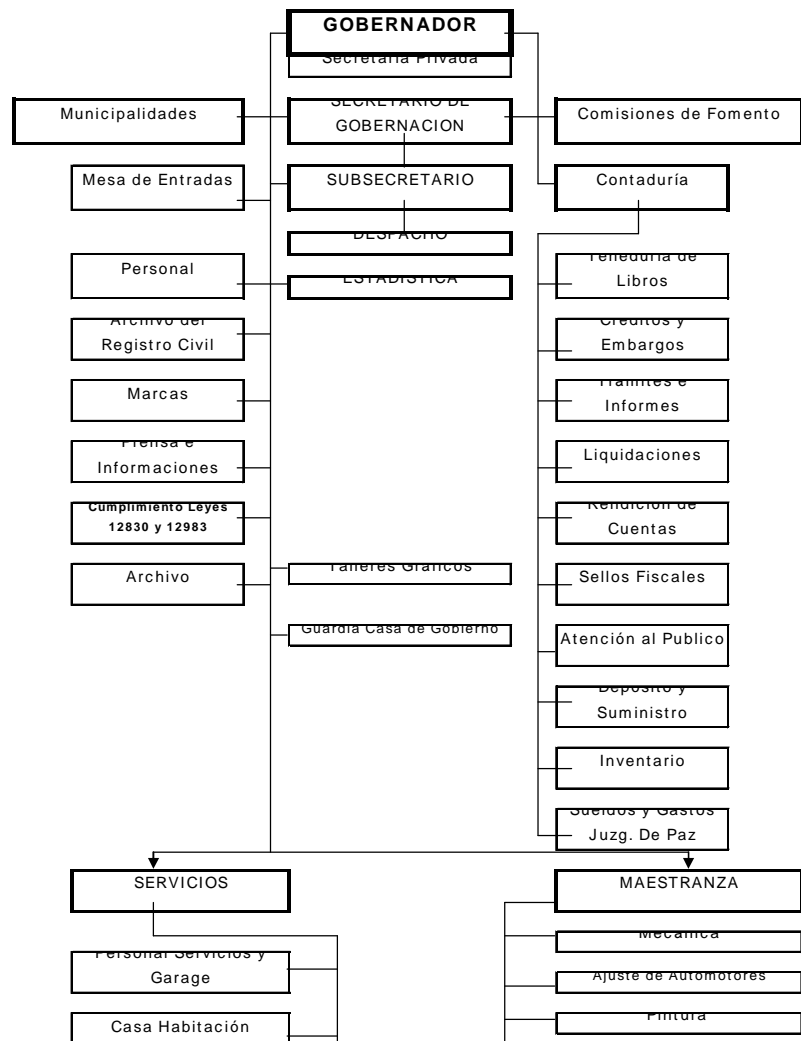 GOBERNADOR
Secretaría Privada
Municipalidades
SECRETARIO DE
GOBERNACION
Comisiones de Fomento
Mesa de Entradas
SUBSECRETARIO
Contaduría
DESPACHO
Personal
ESTADISTICA
Teneduría de
Libros
Archivo del
Registro Civil
Créditos y
Embargos
Marcas
Trámites e
Informes
Prensa e
Informaciones
Liquidaciones
Cumplimiento Leyes
12830 y 12983
Rendición de
Cuentas
Archivo
Talleres Gráficos
Sellos Fiscales
Guardia Casa de Gobierno
Atención al Publico
Depósito y
Suministro
Inventario
Sueldos y Gastos
Juzg. De Paz
SERVICIOS
MAESTRANZA
Personal Servicios y
Garage
Mecánica
Ajuste de Automotores
Casa Habitación
Pintura